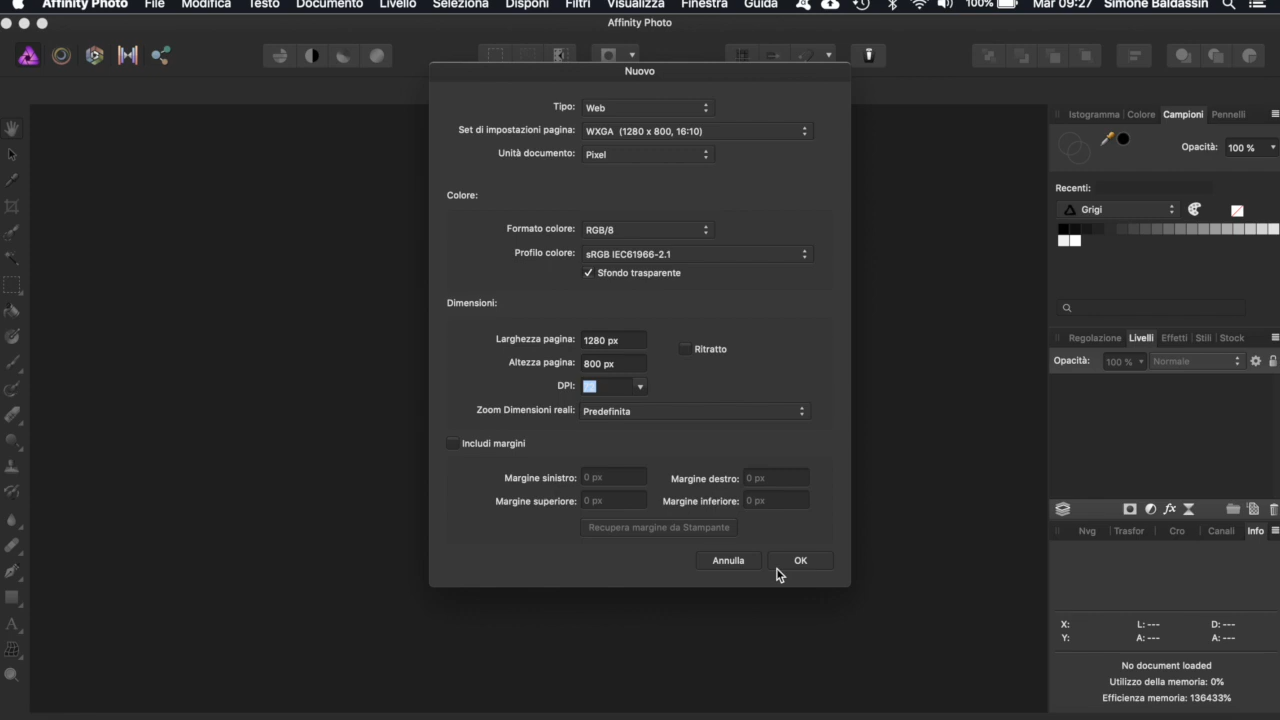 Affinity Photo File Modifica Testo Documento Livello Seleziona Disponi Filtri Visualizza Finestra Guida 100% Mar 09:27 Simone Baldassin
Affinity Photo
Nuovo
Tipo: Web
Set di impostazioni pagina: WXGA (1280 x 800, 16:10)
Unità documento: Pixel
Colore:
Formato colore: RGB/8
Profilo colore: sRGB IEC61966-2.1
Sfondo trasparente
Dimensioni:
Larghezza pagina: 1280 px
Ritratto
Altezza pagina: 800 px
DPI:
Zoom Dimensioni reali: Predefinita
Includi margini
Margine sinistro: 0 px Margine destro: 0 px
Margine superiore: 0 px Margine inferiore: 0 px
Recupera margine da Stampante
Annulla OK
Istogramma Colore Campioni Pennelli
Opacità: 100 %
Recenti:
Grigi
Regolazione Livelli Effetti Stili Stock
Opacità: 100 % Normale
fx
Nvg Trasfor Cro Canali Info
X: L: --- D: ---
Y: A: --- A: ---
No document loaded
Utilizzo della memoria: 0%
Efficienza memoria: 136433%